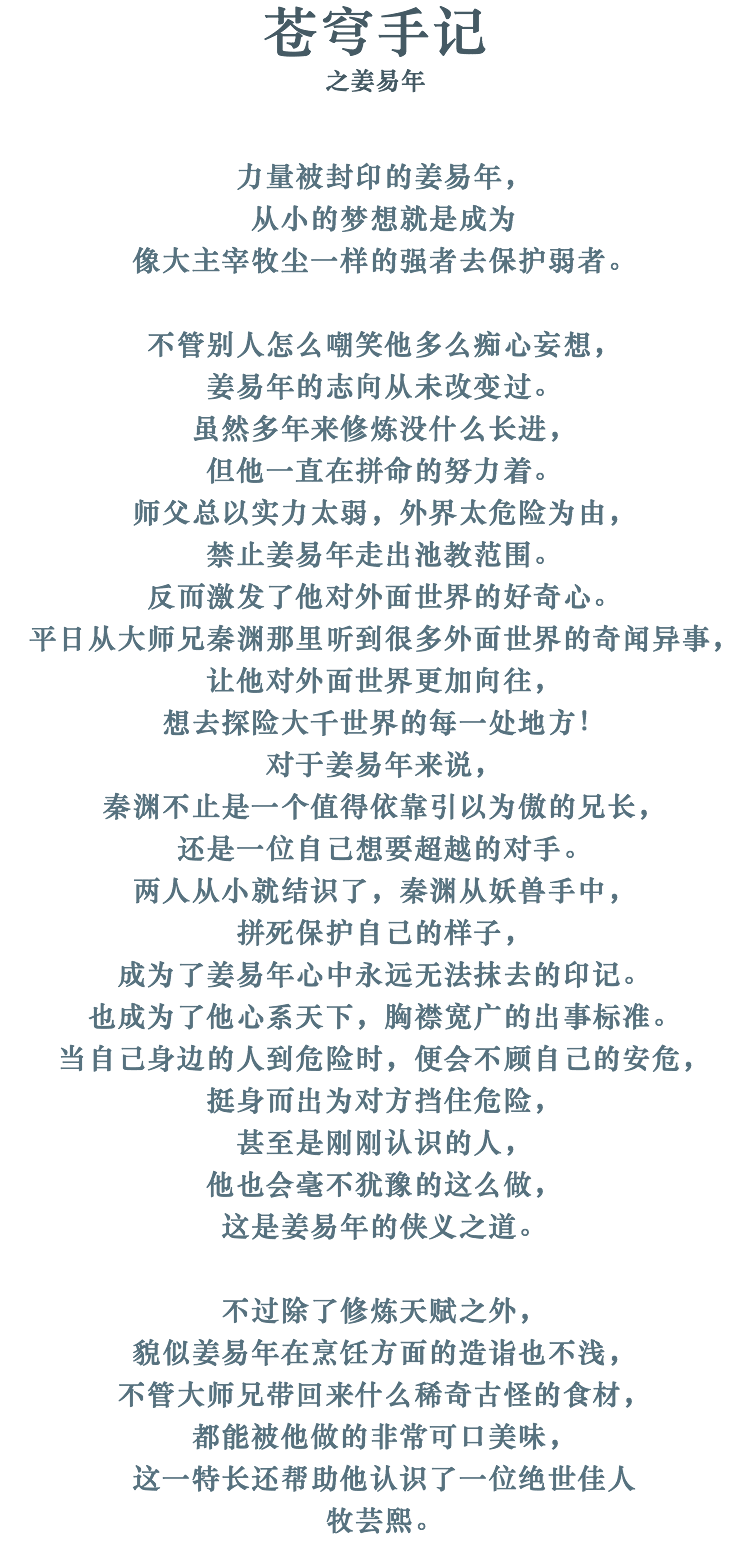 苍穹手记
之姜易年
力量被封印的姜易年，
从小的梦想就是成为
像大主宰牧尘一样的强者去保护弱者。
不管别人怎么嘲笑他多么痴心妄想，
姜易年的志向从未改变过。
虽然多年来修炼没什么长进，
但他一直在拼命的努力着。
师父总以实力太弱，外界太危险为由，
禁止姜易年走出池教范围。
反而激发了他对外面世界的好奇心。
平日从大师兄秦渊那里听到很多外面世界的奇闻异事，
让他对外面世界更加向往，
想去探险大千世界的每一处地方！
对于姜易年来说，
秦渊不止是一个值得依靠引以为傲的兄长，
还是一位自己想要超越的对手。
两人从小就结识了，秦渊从妖兽手中，
拼死保护自己的样子，
成为了姜易年心中永远无法抹去的印记。
也成为了他心系天下，胸襟宽广的出事标准。
当自己身边的人到危险时，便会不顾自己的安危，
挺身而出为对方挡住危险，
甚至是刚刚认识的人，
他也会毫不犹豫的这么做，
这是姜易年的侠义之道。
不过除了修炼天赋之外，
貌似姜易年在烹饪方面的造诣也不浅，
不管大师兄带回来什么稀奇古怪的食材，
都能被他做的非常可口美味，
这一特长还帮助他认识了一位绝世佳人
牧芸熙。